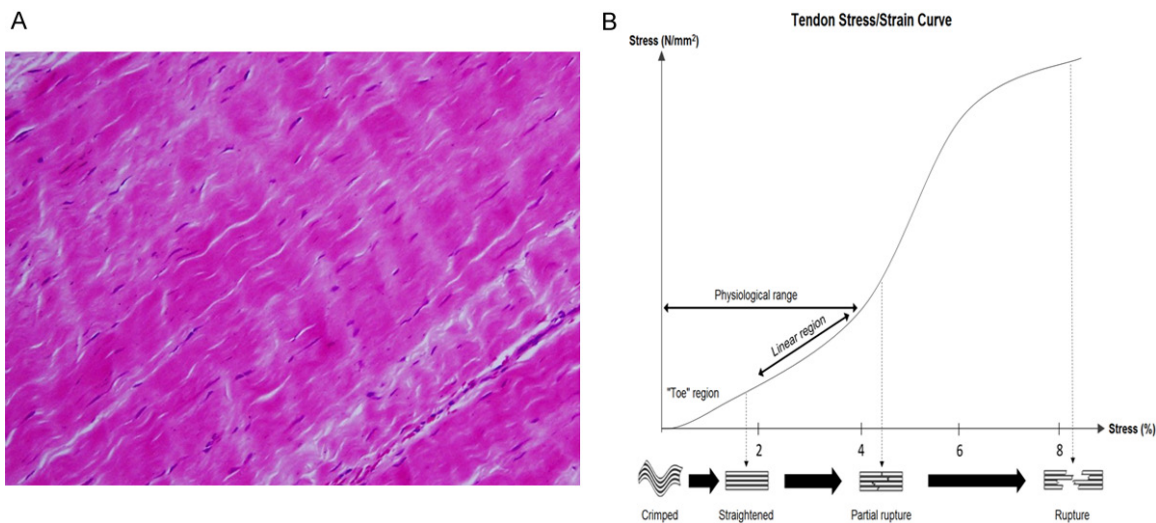 A
B
Tendon Stress/Strain Curve
Stress (N/mm²)
Physiological range
Linear region
"Toe" region
2
4
6
8
Stress (%)
Crimped
Straightened
Partial rupture
Rupture